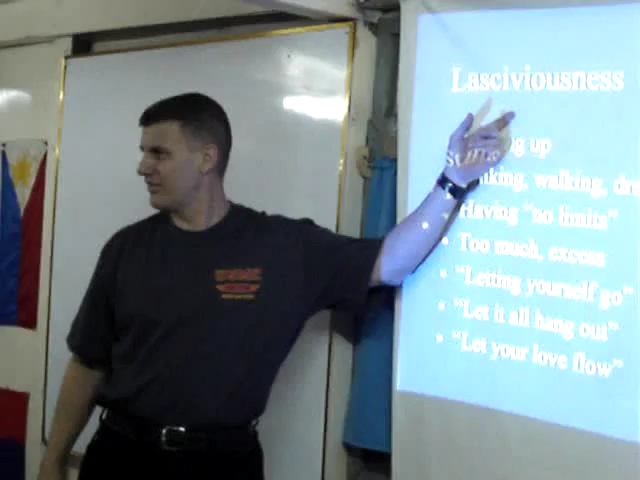 Lasciviousness
up
walking, dr
Having "no limits"
• Too much, excess
• "Letting yourself go"
• "Let it all hang out"
• "Let your love flow"